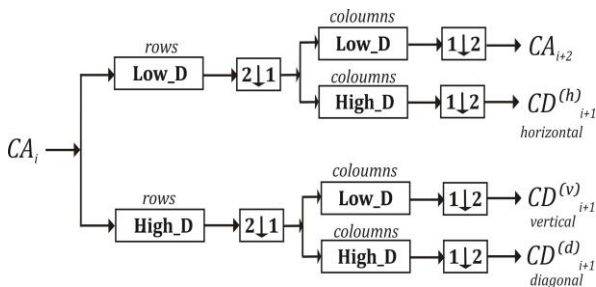 coloumns
Low_D 1↓2 CA_{i+2}
rows
Low_D 2↓1
coloumns
High_D 1↓2 CD^{(h)}_{i+1}
horizontal
CA_i
coloumns
Low_D 1↓2 CD^{(v)}_{i+1}
vertical
rows
High_D 2↓1
coloumns
High_D 1↓2 CD^{(d)}_{i+1}
diagonal